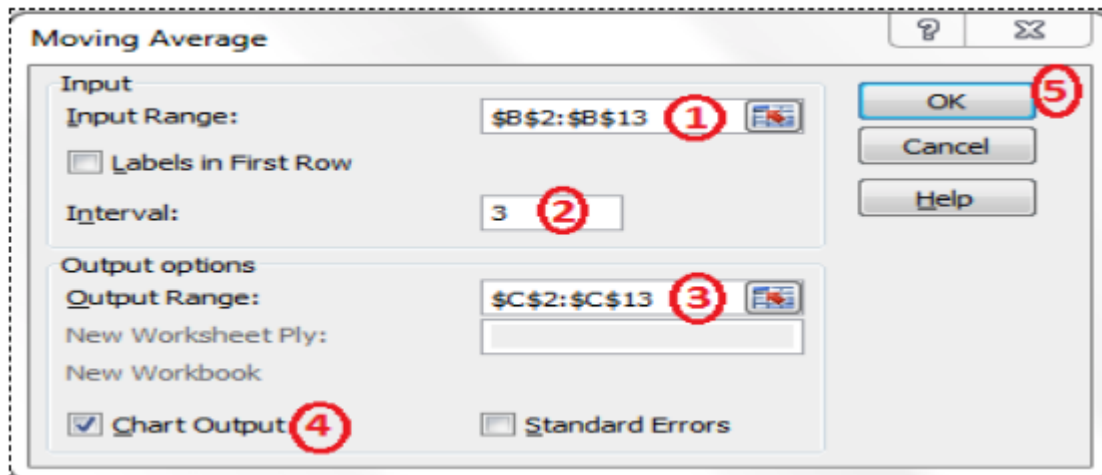 Moving Average
Input
Input Range: $B$2:$B$13 1
Labels in First Row
Interval: 3 2
Output options
Output Range: $C$2:$C$13 3
New Worksheet Ply:
New Workbook
Chart Output 4 Standard Errors
?
OK 5
Cancel
Help